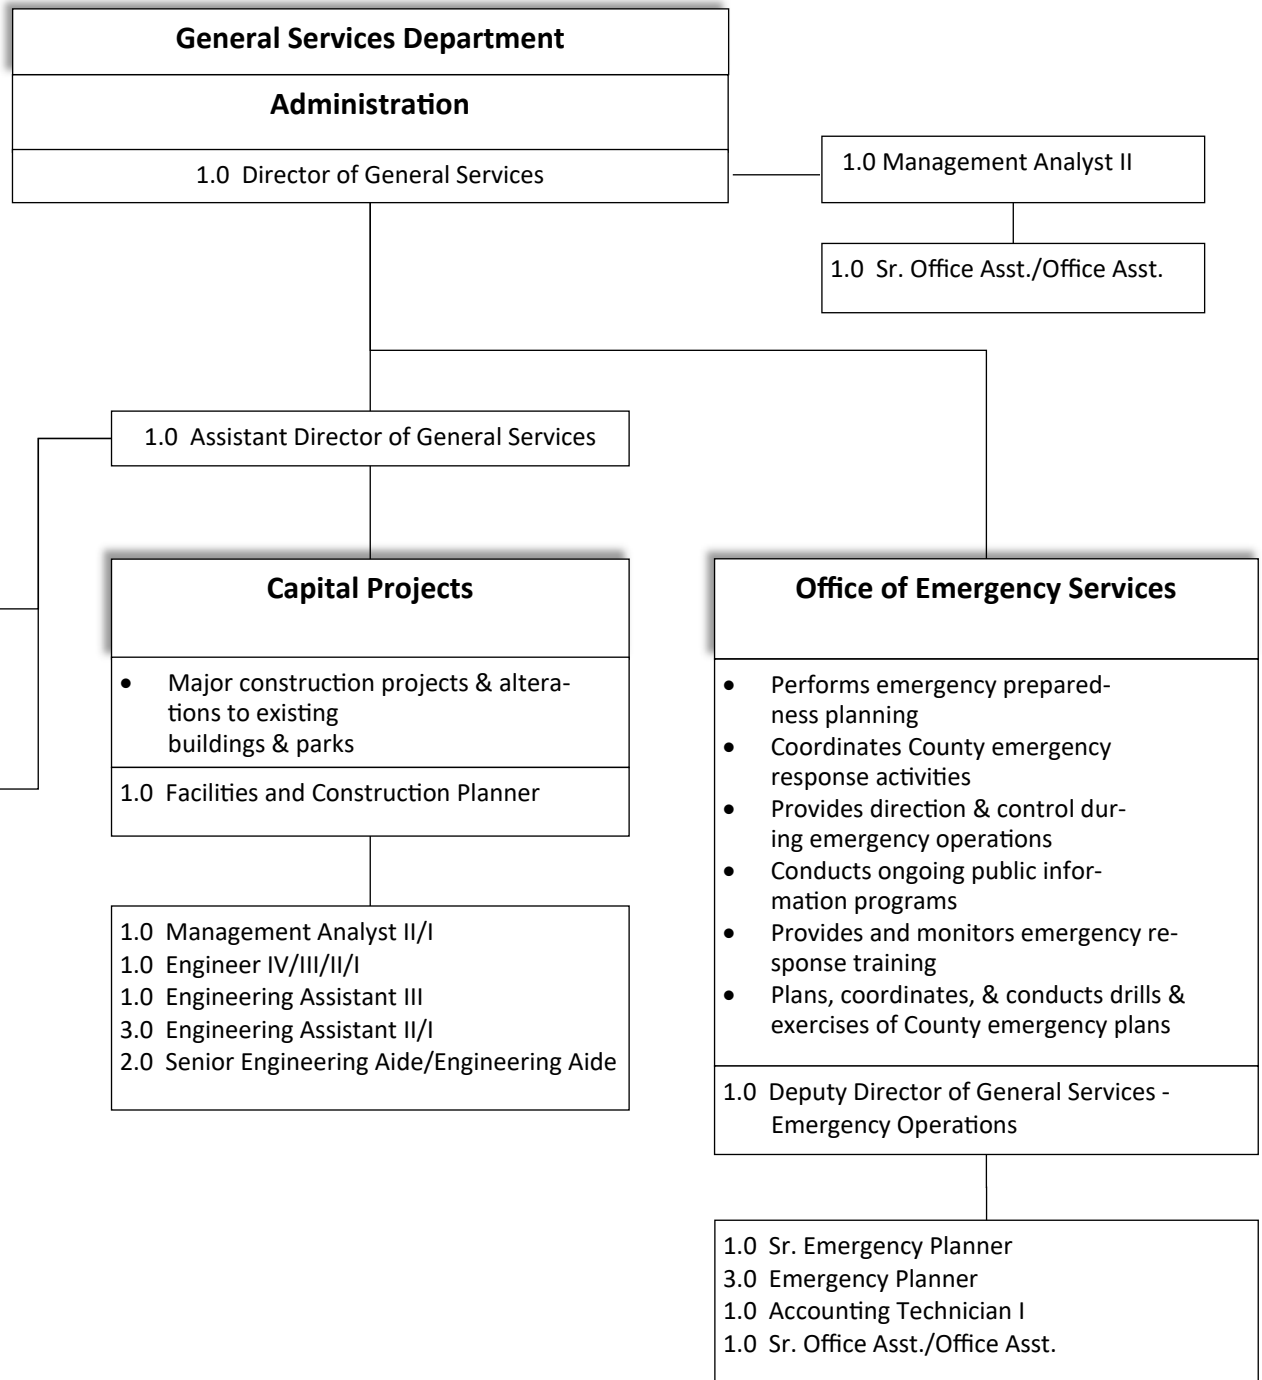 General Services Department
Administration
1.0  Director of General Services
1.0 Management Analyst II
1.0  Sr. Office Asst./Office Asst.
1.0  Assistant Director of General Services
Capital Projects
•  Major construction projects & altera-
tions to existing
buildings & parks
1.0  Facilities and Construction Planner
1.0  Management Analyst II/I
1.0  Engineer IV/III/II/I
1.0  Engineering Assistant III
3.0  Engineering Assistant II/I
2.0  Senior Engineering Aide/Engineering Aide
Office of Emergency Services
•  Performs emergency prepared-
ness planning
•  Coordinates County emergency
response activities
•  Provides direction & control dur-
ing emergency operations
•  Conducts ongoing public infor-
mation programs
•  Provides and monitors emergency re-
sponse training
•  Plans, coordinates, & conducts drills &
exercises of County emergency plans
1.0  Deputy Director of General Services -
Emergency Operations
1.0  Sr. Emergency Planner
3.0  Emergency Planner
1.0  Accounting Technician I
1.0  Sr. Office Asst./Office Asst.